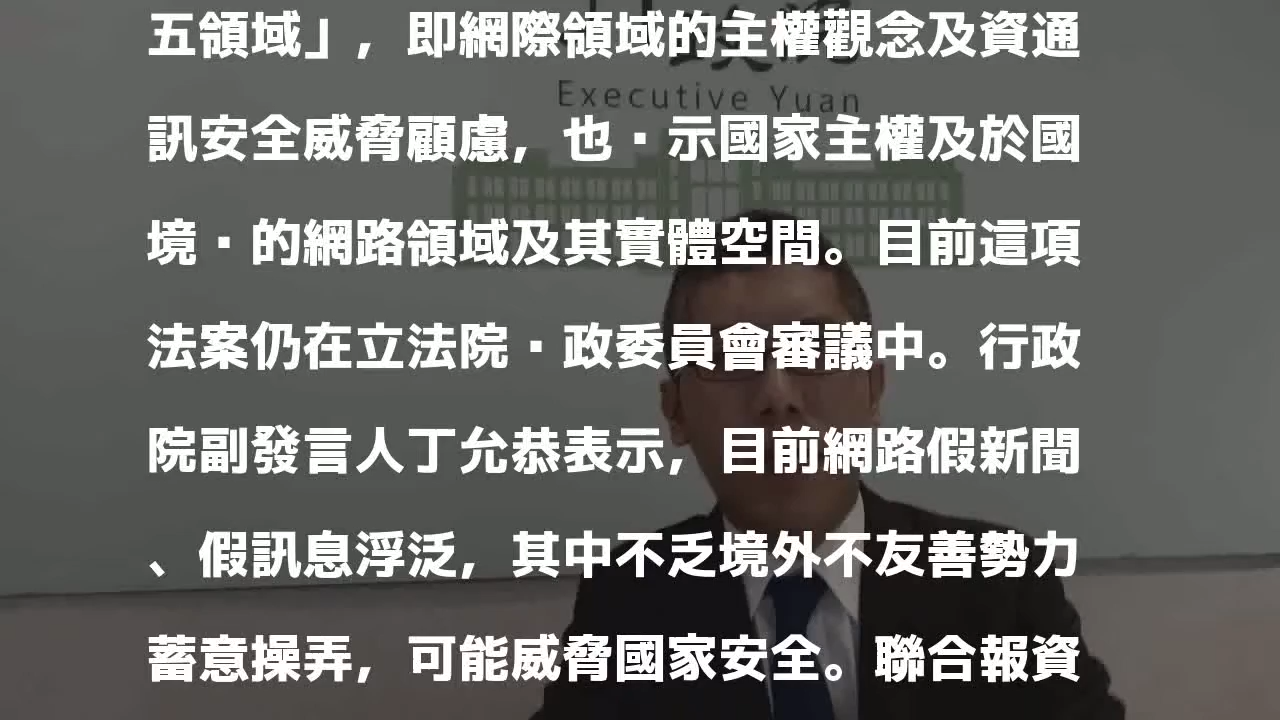 五領域」，即網際領域的主權觀念及資通
Executive Yuan
訊安全威脅顧慮，也▪示國家主權及於國
境▪的網路領域及其實體空間。目前這項
法案仍在立法院▪政委員會審議中。行政
院副發言人丁允恭表示，目前網路假新聞
、假訊息浮泛，其中不乏境外不友善勢力
蓄意操弄，可能威脅國家安全。聯合報資